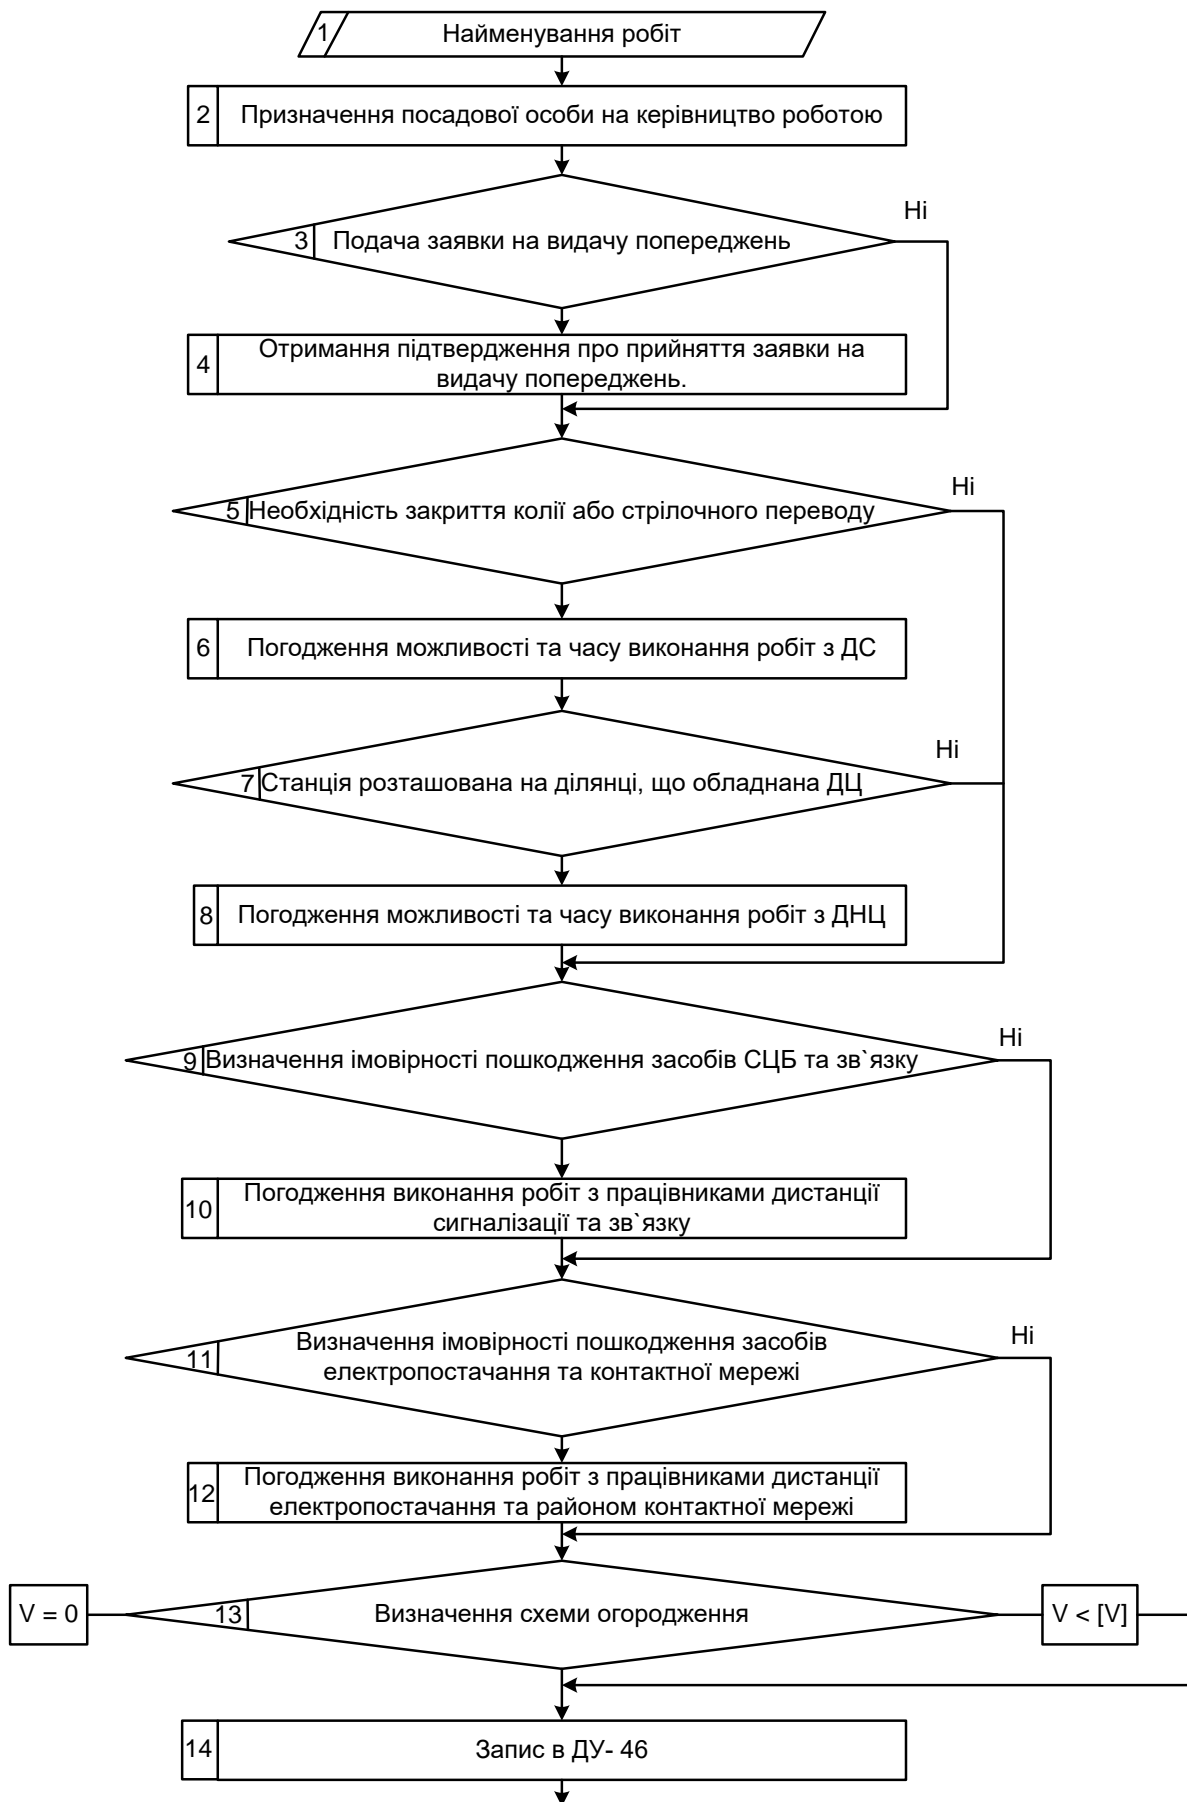 1 Найменування робіт
2 Призначення посадової особи на керівництво роботою
Ні
3 Подача заявки на видачу попереджень
4 Отримання підтвердження про прийняття заявки на
видачу попереджень.
Ні
5 Необхідність закриття колії або стрілочного переводу
6 Погодження можливості та часу виконання робіт з ДС
Ні
7 Станція розташована на ділянці, що обладнана ДЦ
8 Погодження можливості та часу виконання робіт з ДНЦ
Ні
9 Визначення імовірності пошкодження засобів СЦБ та зв`язку
10 Погодження виконання робіт з працівниками дистанції
сигналізації та зв`язку
Ні
11 Визначення імовірності пошкодження засобів
електропостачання та контактної мережі
12 Погодження виконання робіт з працівниками дистанції
електропостачання та районом контактної мережі
V = 0 13 Визначення схеми огородження V < [V]
14 Запис в ДУ- 46